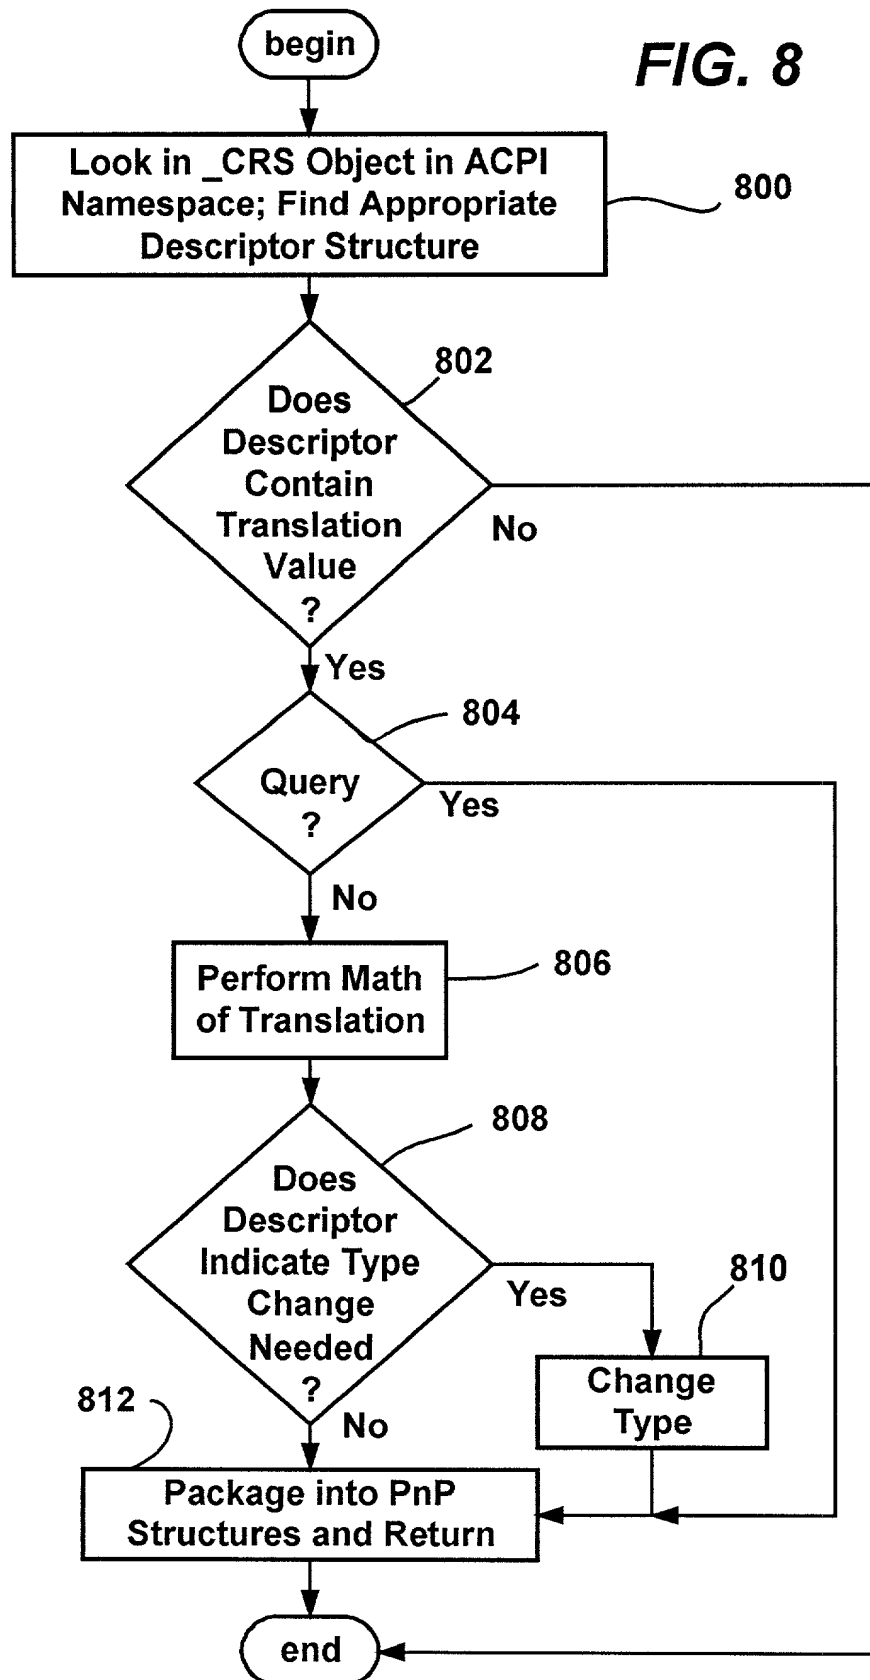 begin
FIG. 8
Look in _CRS Object in ACPI
Namespace; Find Appropriate
Descriptor Structure
800
802
Does
Descriptor
Contain
Translation
Value
?
No
Yes
804
Query
?
Yes
No
Perform Math
of Translation
806
808
Does
Descriptor
Indicate Type
Change
Needed
?
Yes
810
Change
Type
812
No
Package into PnP
Structures and Return
end